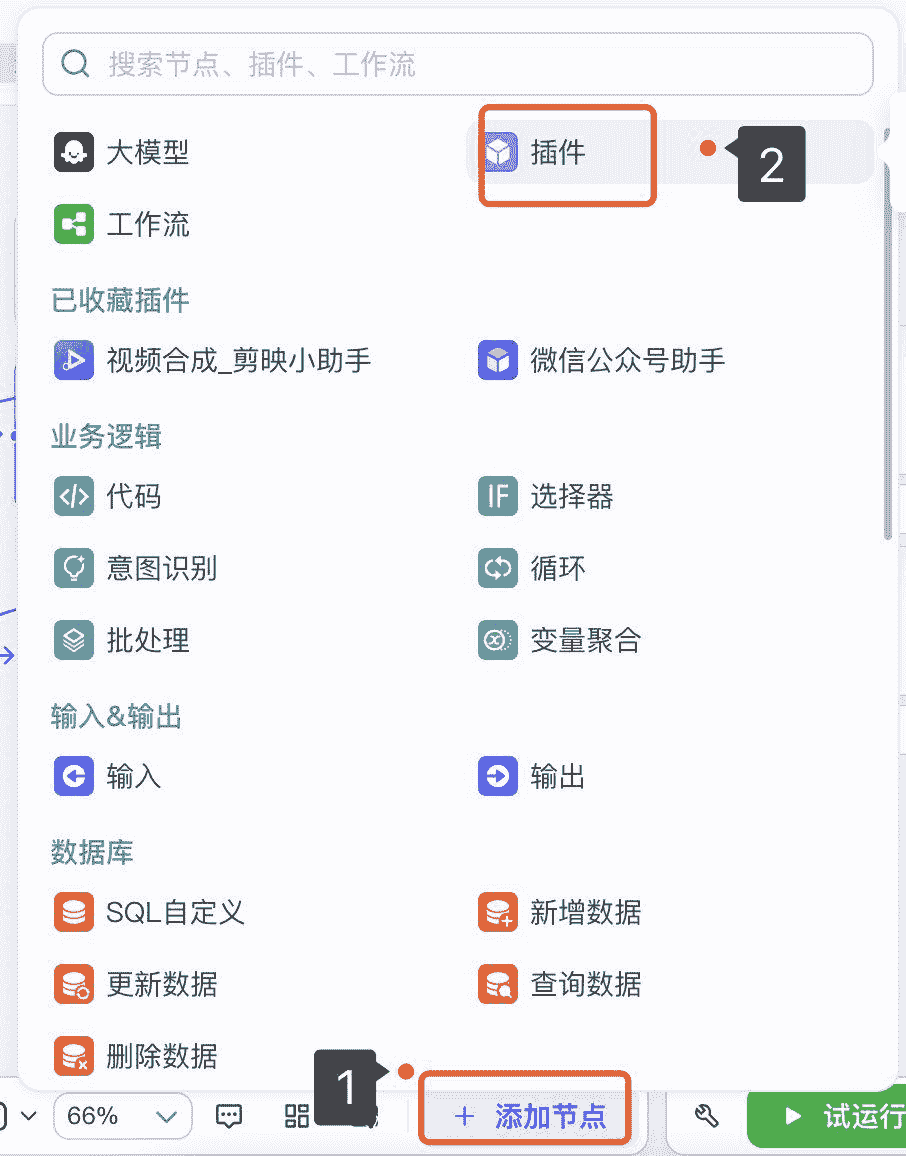 搜索节点、插件、工作流
大模型
插件
2
工作流
已收藏插件
视频合成_剪映小助手
微信公众号助手
业务逻辑
</>
代码
IF
选择器
意图识别
循环
批处理
(x)
变量聚合
输入&输出
输入
输出
数据库
SQL自定义
新增数据
更新数据
查询数据
删除数据
66%
1
+ 添加节点
试运行